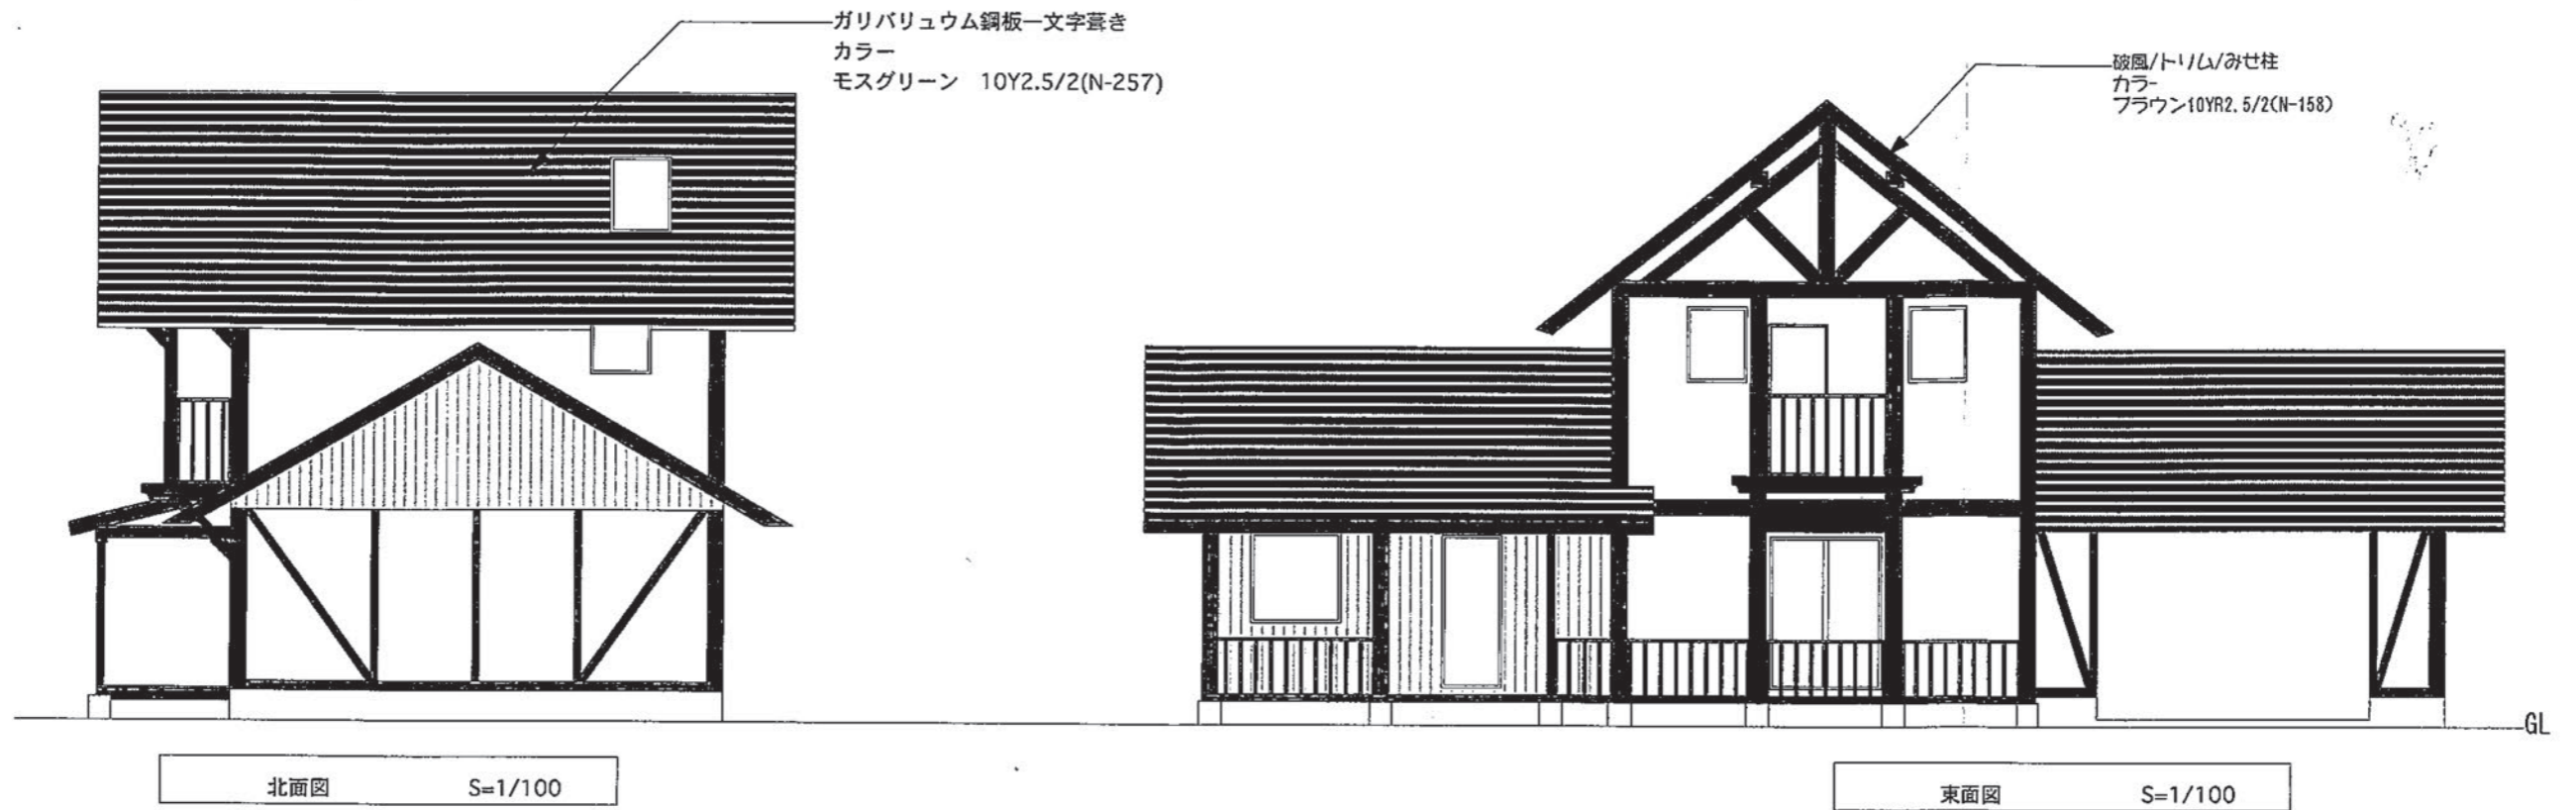 ガリバリュウム鋼板一文字葺き
カラー
モスグリーン 10Y2.5/2(N-257)
破風/トリム/みせ柱
カラー
ブラウン10YR2.5/2(N-158)
GL
北面図 S=1/100
東面図 S=1/100